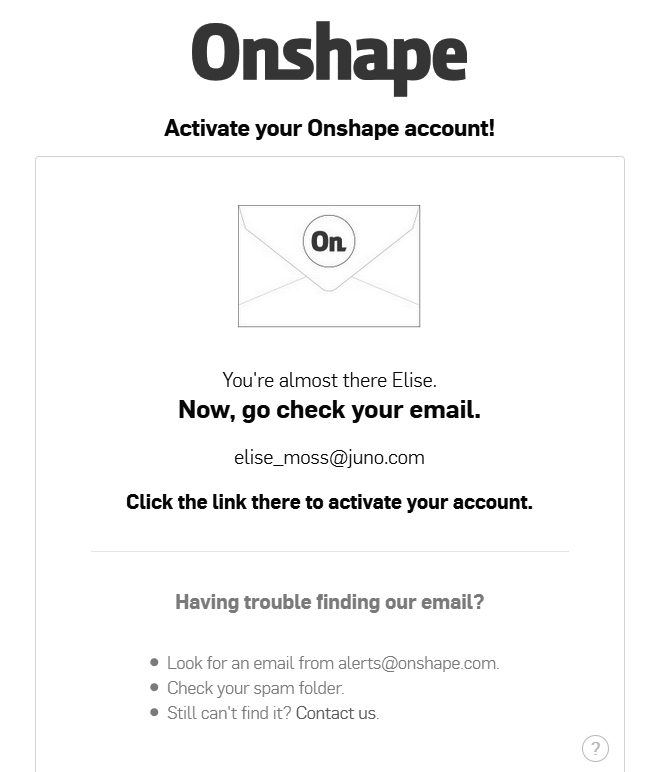 Onshape
Activate your Onshape account!
On
You're almost there Elise.
Now, go check your email.
elise_moss@juno.com
Click the link there to activate your account.
Having trouble finding our email?
Look for an email from alerts@onshape.com.
Check your spam folder.
Still can't find it? Contact us.
?